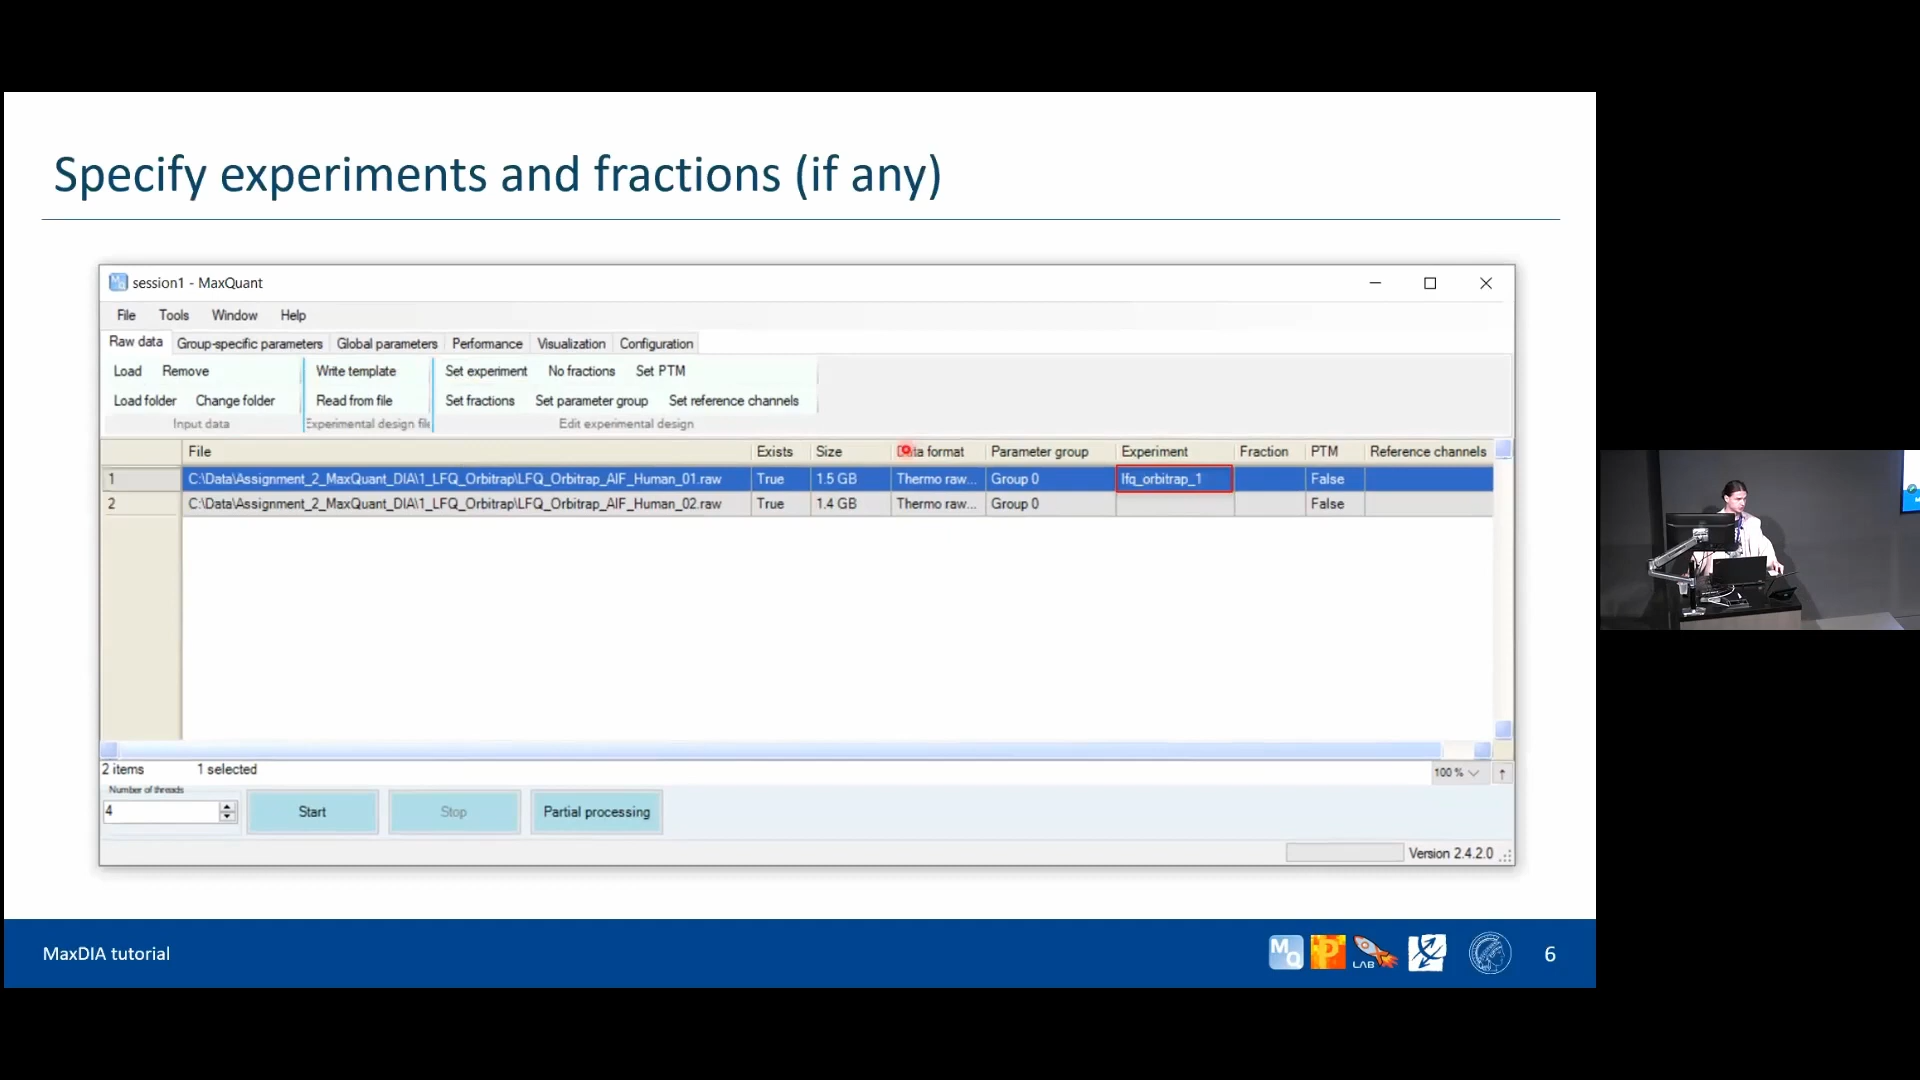 Specify experiments and fractions (if any)
session1 - MaxQuant
File Tools Window Help
Raw data Group-specific parameters Global parameters Performance Visualization Configuration
Load Remove Write template Set experiment No fractions Set PTM
Load folder Change folder Read from file Set fractions Set parameter group Set reference channels
Input data Experimental design file Edit experimental design
File Exists Size Data format Parameter group Experiment Fraction PTM Reference channels
1 C:\Data\Assignment_2_MaxQuant_DIA\1_LFQ_Orbitrap\LFQ_Orbitrap_AIF_Human_01.raw True 1.5 GB Thermo raw... Group 0 lfq_orbitrap_1 False
2 C:\Data\Assignment_2_MaxQuant_DIA\1_LFQ_Orbitrap\LFQ_Orbitrap_AIF_Human_02.raw True 1.4 GB Thermo raw... Group 0 False
2 items 1 selected
100 %
Number of threads
4 Start Stop Partial processing
Version 2.4.2.0
MaxDIA tutorial
MQ P LAB 6